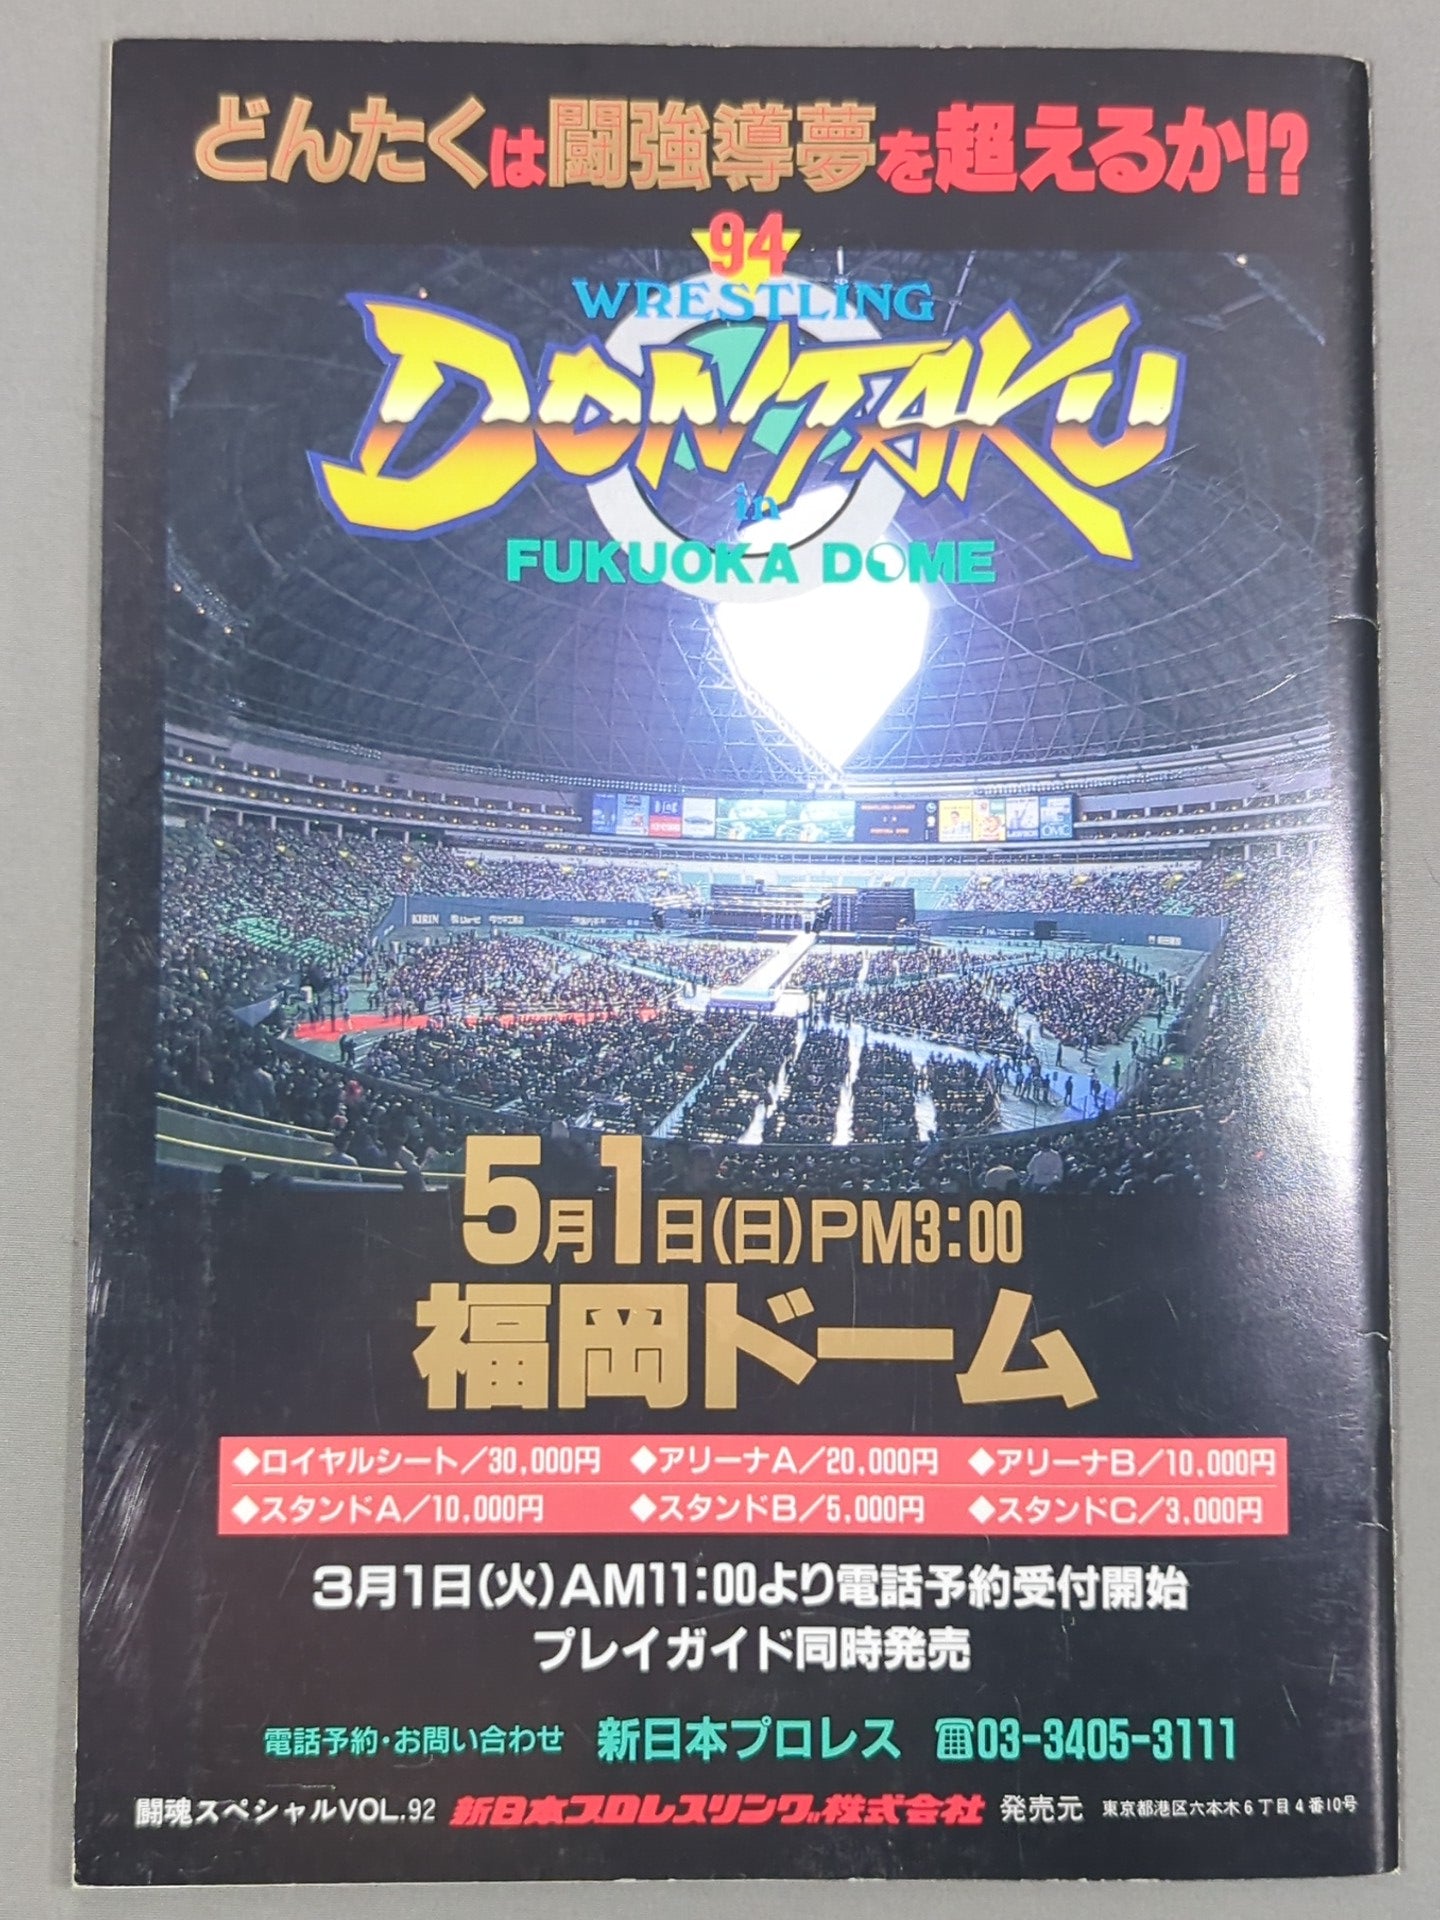 どんたくは闘強導夢を超えるか!?
94
WRESTLING
DONTAKU
in
FUKUOKA DOME
KIRIN
5月1日(日)PM3:00
福岡ドーム
◆ロイヤルシート/30,000円 ◆アリーナA/20,000円 ◆アリーナB/10,000円
◆スタンドA/10,000円 ◆スタンドB/5,000円 ◆スタンドC/3,000円
3月1日(火)AM11:00より電話予約受付開始
プレイガイド同時発売
電話予約・お問い合わせ 新日本プロレス ☎03-3405-3111
闘魂スペシャルVOL.92 新日本プロレスリング株式会社 発売元 東京都港区六本木6丁目4番10号